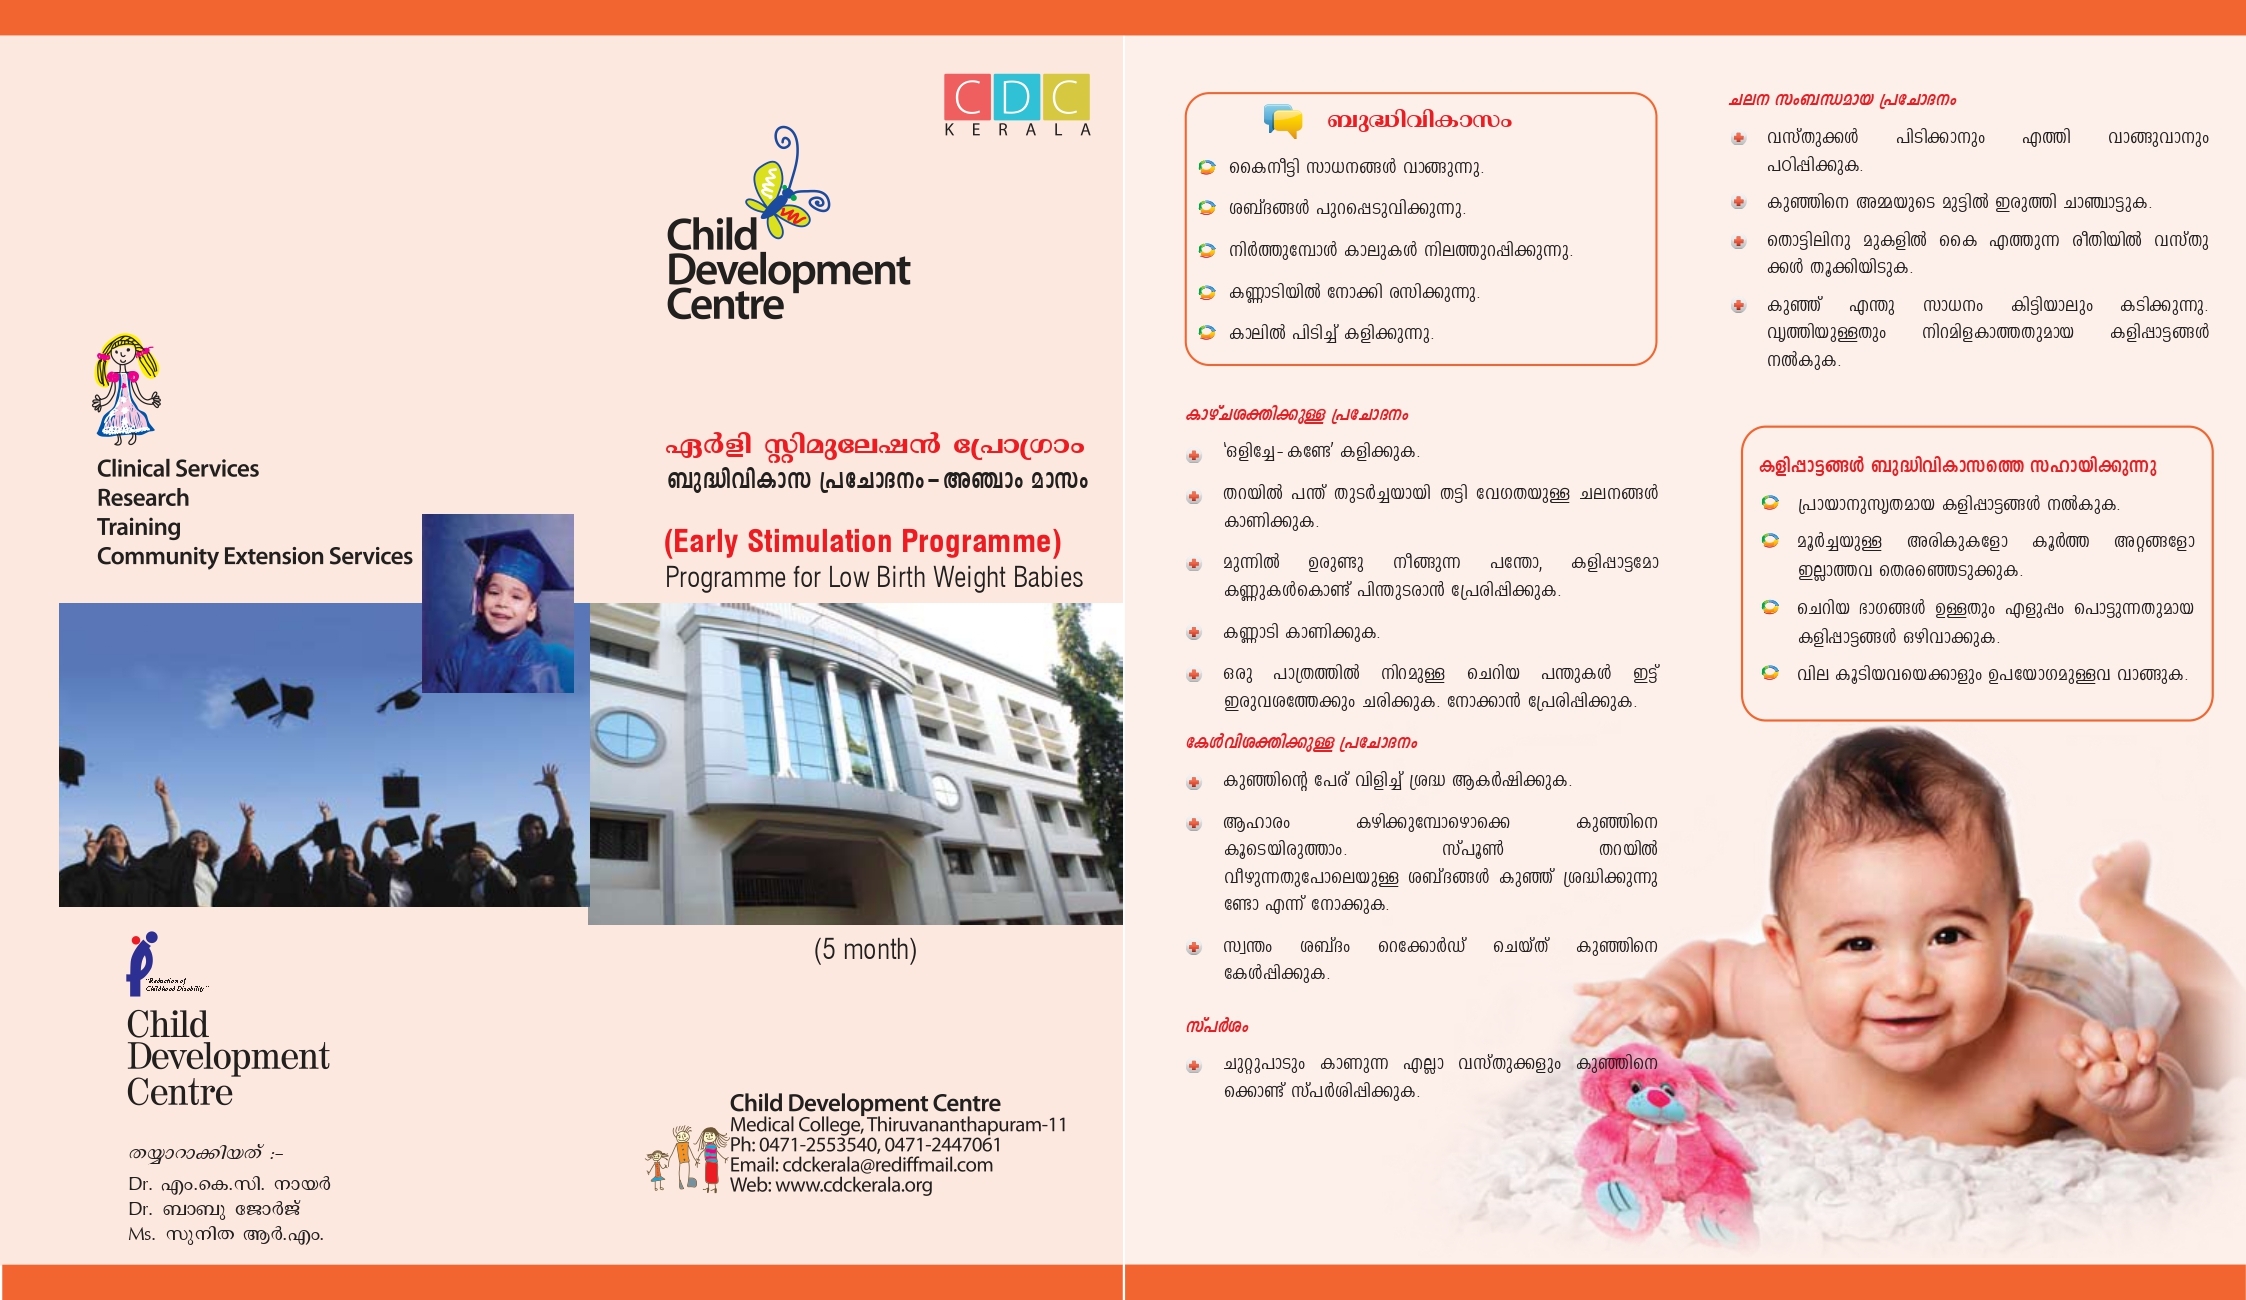 Clinical Services
Research
Training
Community Extension Services
"Reduction of
Childhood Disability"
Child
Development
Centre
തയ്യാറാക്കിയത് :-
Dr. എം.കെ.സി. നായർ
Dr. ബാബു ജോർജ്
Ms. സുനിത ആർ.എം.
CDC
KERALA
Child
Development
Centre
ഏർളി സ്റ്റിമുലേഷൻ പ്രോഗ്രാം
ബുദ്ധിവികാസ പ്രചോദനം - അഞ്ചാം മാസം
(Early Stimulation Programme)
Programme for Low Birth Weight Babies
(5 month)
Child Development Centre
Medical College, Thiruvananthapuram-11
Ph: 0471-2553540, 0471-2447061
Email: cdckerala@rediffmail.com
Web: www.cdckerala.org
ബുദ്ധിവികാസം
കൈനീട്ടി സാധനങ്ങൾ വാങ്ങുന്നു.
ശബ്ദങ്ങൾ പുറപ്പെടുവിക്കുന്നു.
നിർത്തുമ്പോൾ കാലുകൾ നിലത്തുറപ്പിക്കുന്നു.
കണ്ണാടിയിൽ നോക്കി രസിക്കുന്നു.
കാലിൽ പിടിച്ച് കളിക്കുന്നു.
കാഴ്ചശക്തിക്കുള്ള പ്രചോദനം
'ഒളിച്ചേ - കണ്ടേ' കളിക്കുക.
തറയിൽ പന്ത് തുടർച്ചയായി തട്ടി വേഗതയുള്ള ചലനങ്ങൾ
കാണിക്കുക.
മുന്നിൽ ഉരുണ്ടു നീങ്ങുന്ന പന്തോ, കളിപ്പാട്ടമോ
കണ്ണുകൾകൊണ്ട് പിന്തുടരാൻ പ്രേരിപ്പിക്കുക.
കണ്ണാടി കാണിക്കുക.
ഒരു പാത്രത്തിൽ നിറമുള്ള ചെറിയ പന്തുകൾ ഇട്ട്
ഇരുവശത്തേക്കും ചരിക്കുക. നോക്കാൻ പ്രേരിപ്പിക്കുക.
കേൾവിശക്തിക്കുള്ള പ്രചോദനം
കുഞ്ഞിന്റെ പേര് വിളിച്ച് ശ്രദ്ധ ആകർഷിക്കുക.
ആഹാരം കഴിക്കുമ്പോഴൊക്കെ കുഞ്ഞിനെ
കൂടെയിരുത്താം. സ്പൂൺ തറയിൽ
വീഴുന്നതുപോലെയുള്ള ശബ്ദങ്ങൾ കുഞ്ഞ് ശ്രദ്ധിക്കുന്നു
ണ്ടോ എന്ന് നോക്കുക.
സ്വന്തം ശബ്ദം റെക്കോർഡ് ചെയ്ത് കുഞ്ഞിനെ
കേൾപ്പിക്കുക.
സ്പർശം
ചുറ്റുപാടും കാണുന്ന എല്ലാ വസ്തുക്കളും കുഞ്ഞിനെ
ക്കൊണ്ട് സ്പർശിപ്പിക്കുക.
ചലന സംബന്ധമായ പ്രചോദനം
വസ്തുക്കൾ പിടിക്കാനും എത്തി വാങ്ങുവാനും
പഠിപ്പിക്കുക.
കുഞ്ഞിനെ അമ്മയുടെ മുട്ടിൽ ഇരുത്തി ചാഞ്ചാട്ടുക.
തൊട്ടിലിനു മുകളിൽ കൈ എത്തുന്ന രീതിയിൽ വസ്തു
ക്കൾ തൂക്കിയിടുക.
കുഞ്ഞ് എന്തു സാധനം കിട്ടിയാലും കടിക്കുന്നു.
വൃത്തിയുള്ളതും നിറമിളകാത്തതുമായ കളിപ്പാട്ടങ്ങൾ
നൽകുക.
കളിപ്പാട്ടങ്ങൾ ബുദ്ധിവികാസത്തെ സഹായിക്കുന്നു
പ്രായാനുസൃതമായ കളിപ്പാട്ടങ്ങൾ നൽകുക.
മൂർച്ചയുള്ള അരികുകളോ കൂർത്ത അറ്റങ്ങളോ
ഇല്ലാത്തവ തെരഞ്ഞെടുക്കുക.
ചെറിയ ഭാഗങ്ങൾ ഉള്ളതും എളുപ്പം പൊട്ടുന്നതുമായ
കളിപ്പാട്ടങ്ങൾ ഒഴിവാക്കുക.
വില കൂടിയവയെക്കാളും ഉപയോഗമുള്ളവ വാങ്ങുക.